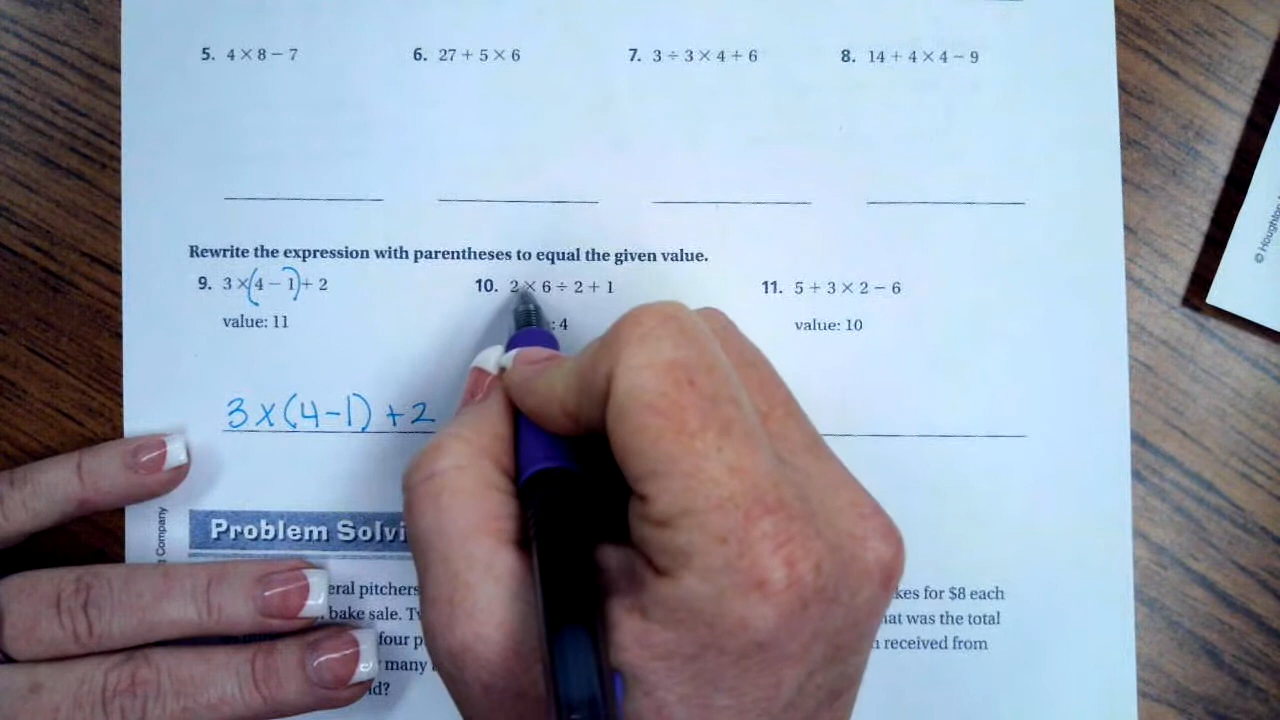 5. 4 × 8 − 7 6. 27 + 5 × 6 7. 3 ÷ 3 × 4 + 6 8. 14 + 4 × 4 − 9
Rewrite the expression with parentheses to equal the given value.
9. 3 × (4 − 1) + 2 10. 2 × 6 ÷ 2 + 1 11. 5 + 3 × 2 − 6
value: 11 : 4 value: 10
3 × (4-1) + 2
Problem
eral pitchers kes for $8 each
bake sale. was the total
four received from
many
Company
© Houghton